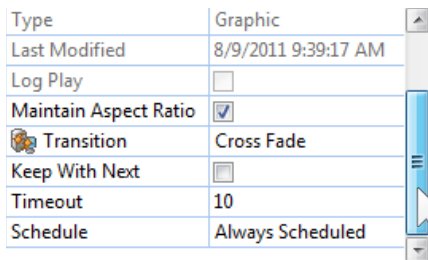 Type Graphic
Last Modified 8/9/2011 9:39:17 AM
Log Play
Maintain Aspect Ratio
Transition Cross Fade
Keep With Next
Timeout 10
Schedule Always Scheduled